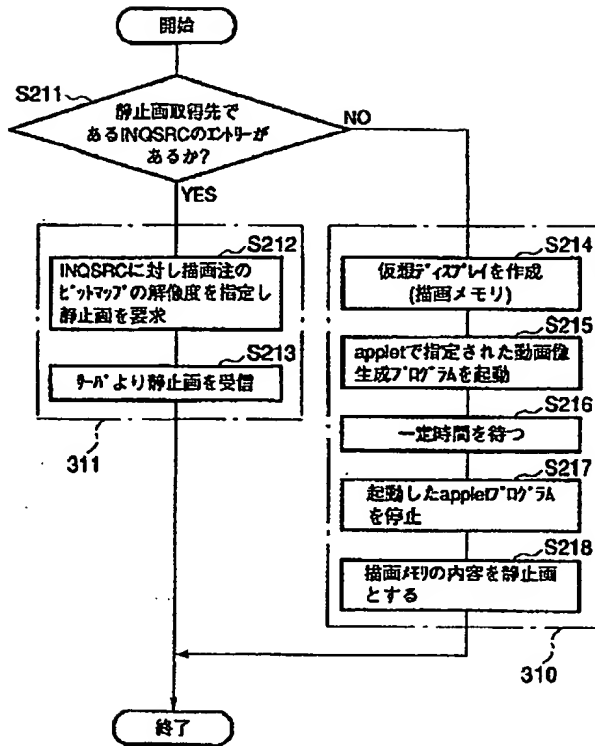 開始
S211
静止画取得先で
あるINQSRCのエントリーが
あるか?
NO
YES
S212
INQSRCに対し描画注の
ビットマップの解像度を指定し
静止画を要求
S213
サーバより静止画を受信
311
S214
仮想ディスプレイを作成
(描画メモリ)
S215
appletで指定された動画像
生成プログラムを起動
S216
一定時間を待つ
S217
起動したappletプログラム
を停止
S218
描画メモリの内容を静止画
とする
310
終了